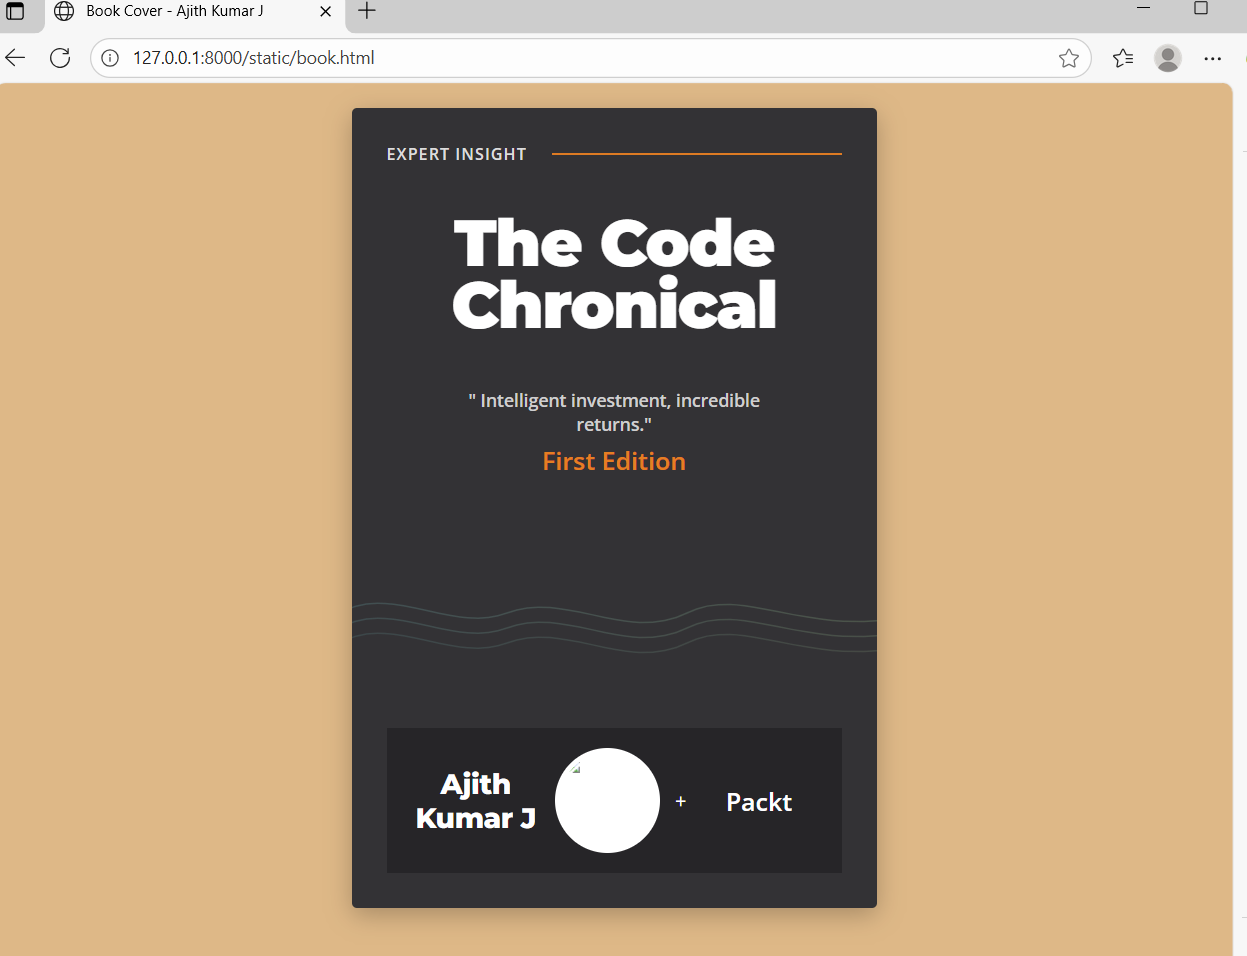 Book Cover - Ajith Kumar J
127.0.0.1:8000/static/book.html
EXPERT INSIGHT
The Code
Chronical
" Intelligent investment, incredible
returns."
First Edition
Ajith
Kumar J
+
Packt